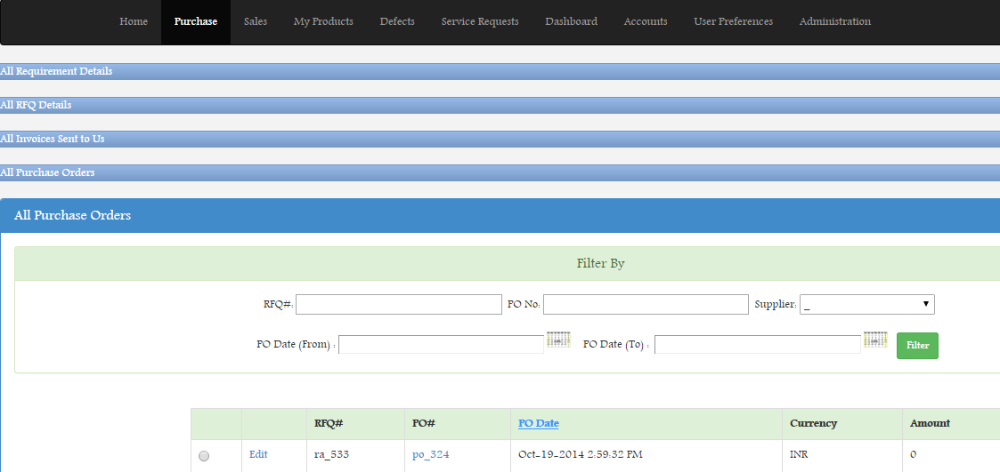 Home Purchase Sales My Products Defects Service Requests Dashboard Accounts User Preferences Administration
All Requirement Details
All RFQ Details
All Invoices Sent to Us
All Purchase Orders
All Purchase Orders
Filter By
RFQ#: PO No: Supplier: _
PO Date (From) : PO Date (To) : Filter
RFQ# PO# PO Date Currency Amount
Edit ra_533 po_324 Oct-19-2014 2:59:32 PM INR 0